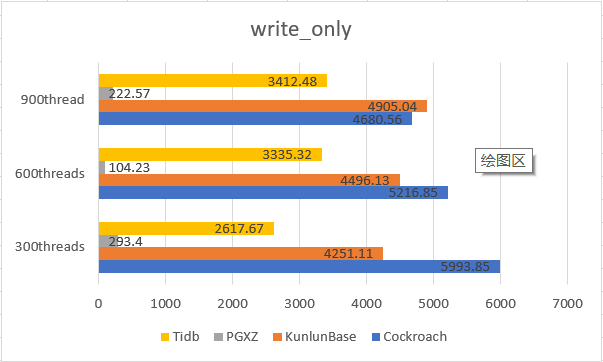 write_only
3412.48
900thread
222.57
4905.04
4680.56
3335.32
600threads
104.23
4496.13
5216.85
绘图区
2617.67
300threads
293.4
4251.11
5993.85
0 1000 2000 3000 4000 5000 6000 7000
Tidb PGXZ KunlunBase Cockroach